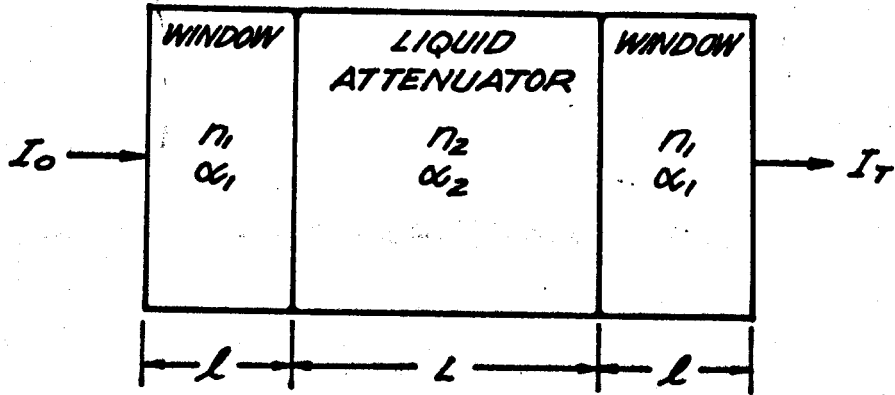 WINDOW LIQUID ATTENUATOR WINDOW
I₀ n₁ α₁ n₂ α₂ n₁ α₁ I_T
l L l